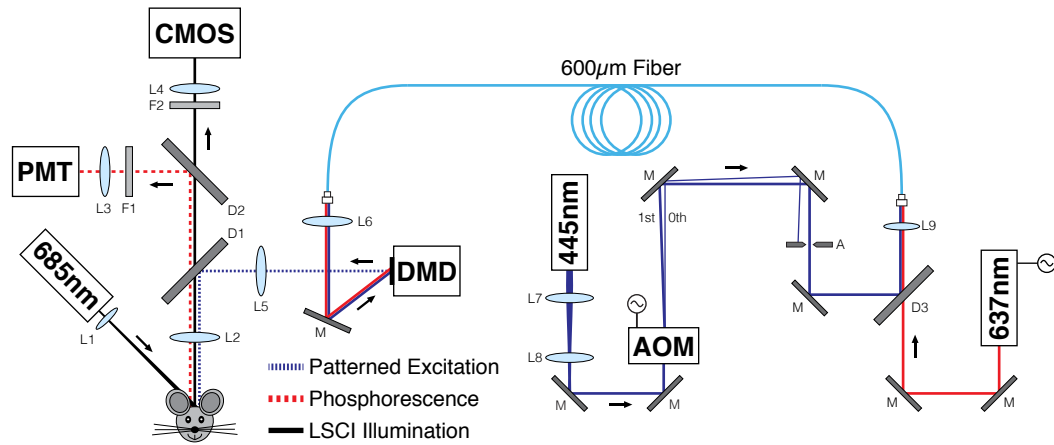 CMOS
L4
F2
PMT
L3
F1
D2
D1
685nm
L1
L2
L5
L6
DMD
M
Patterned Excitation
Phosphorescence
LSCI Illumination
600µm Fiber
445nm
L7
L8
M
AOM
M
M
1st
0th
M
A
M
L9
D3
637nm
M
M